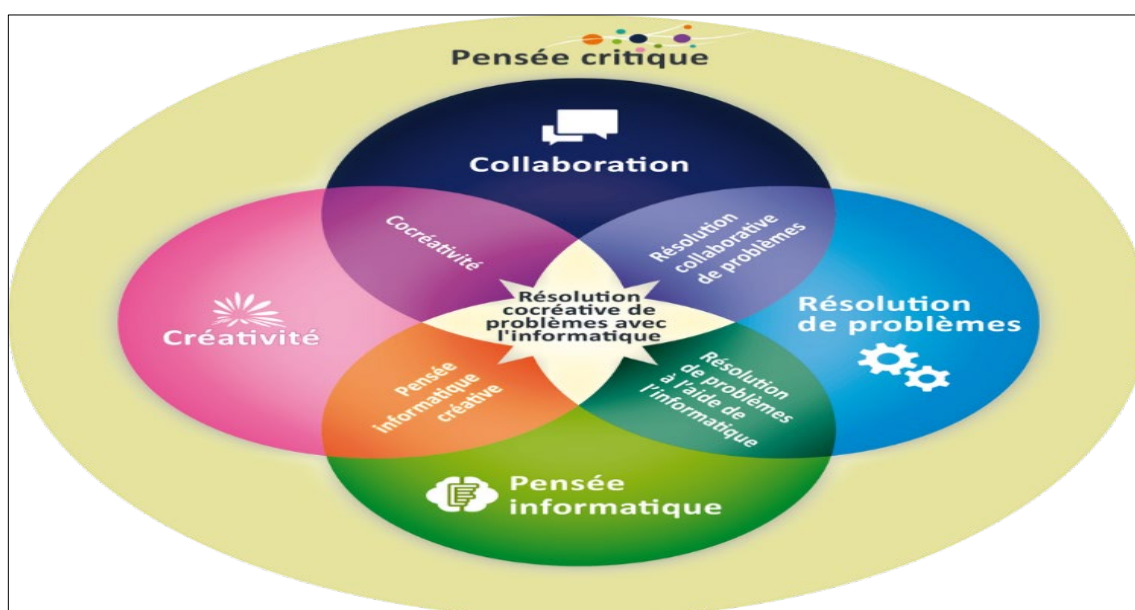 Pensée critique
Collaboration
Cocréativité
Résolution
collaborative
de problèmes
Créativité
Résolution
cocréative de
problèmes avec
l'informatique
Résolution
de problèmes
Pensée
informatique
créative
Résolution
de problèmes
à l'aide de
l'informatique
Pensée
informatique